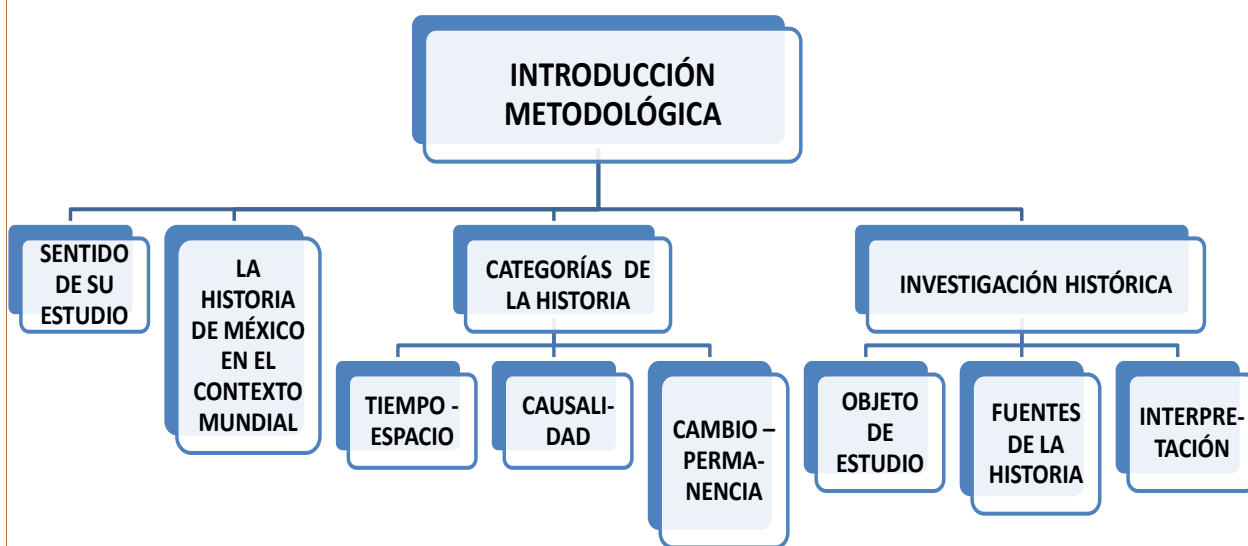 INTRODUCCIÓN
METODOLÓGICA
SENTIDO
DE SU
ESTUDIO
LA
HISTORIA
DE MÉXICO
EN EL
CONTEXTO
MUNDIAL
CATEGORÍAS DE
LA HISTORIA
INVESTIGACIÓN HISTÓRICA
TIEMPO -
ESPACIO
CAUSALI-
DAD
CAMBIO –
PERMA-
NENCIA
OBJETO
DE
ESTUDIO
FUENTES
DE LA
HISTORIA
INTERPRE-
TACIÓN